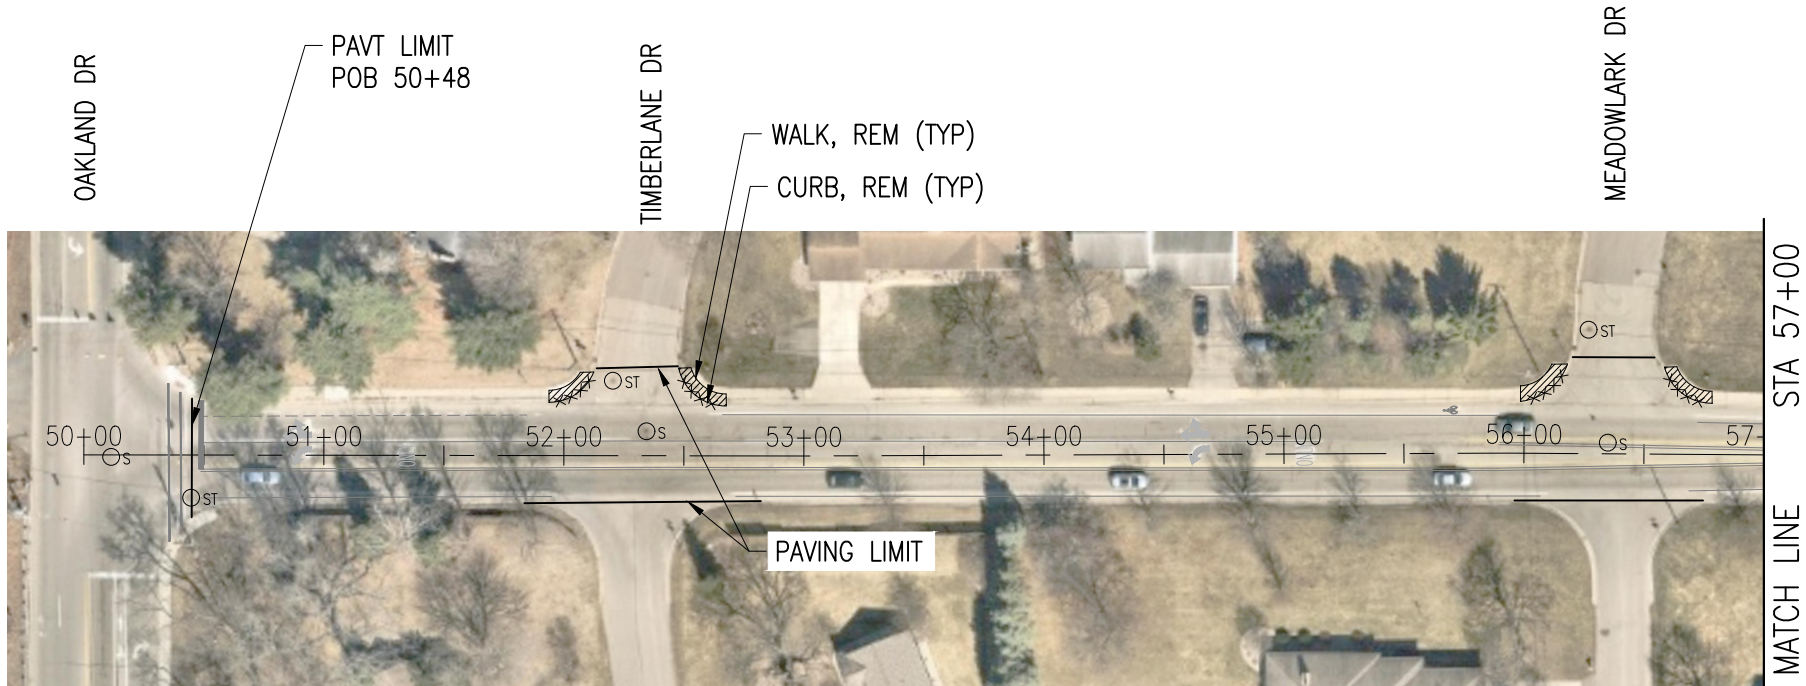 OAKLAND DR
PAVT LIMIT
POB 50+48
TIMBERLANE DR
WALK, REM (TYP)
CURB, REM (TYP)
MEADOWLARK DR
ST
ST
50+00
51+00
52+00
53+00
54+00
55+00
56+00
57
S
S
S
ST
PAVING LIMIT
MATCH LINE STA 57+00